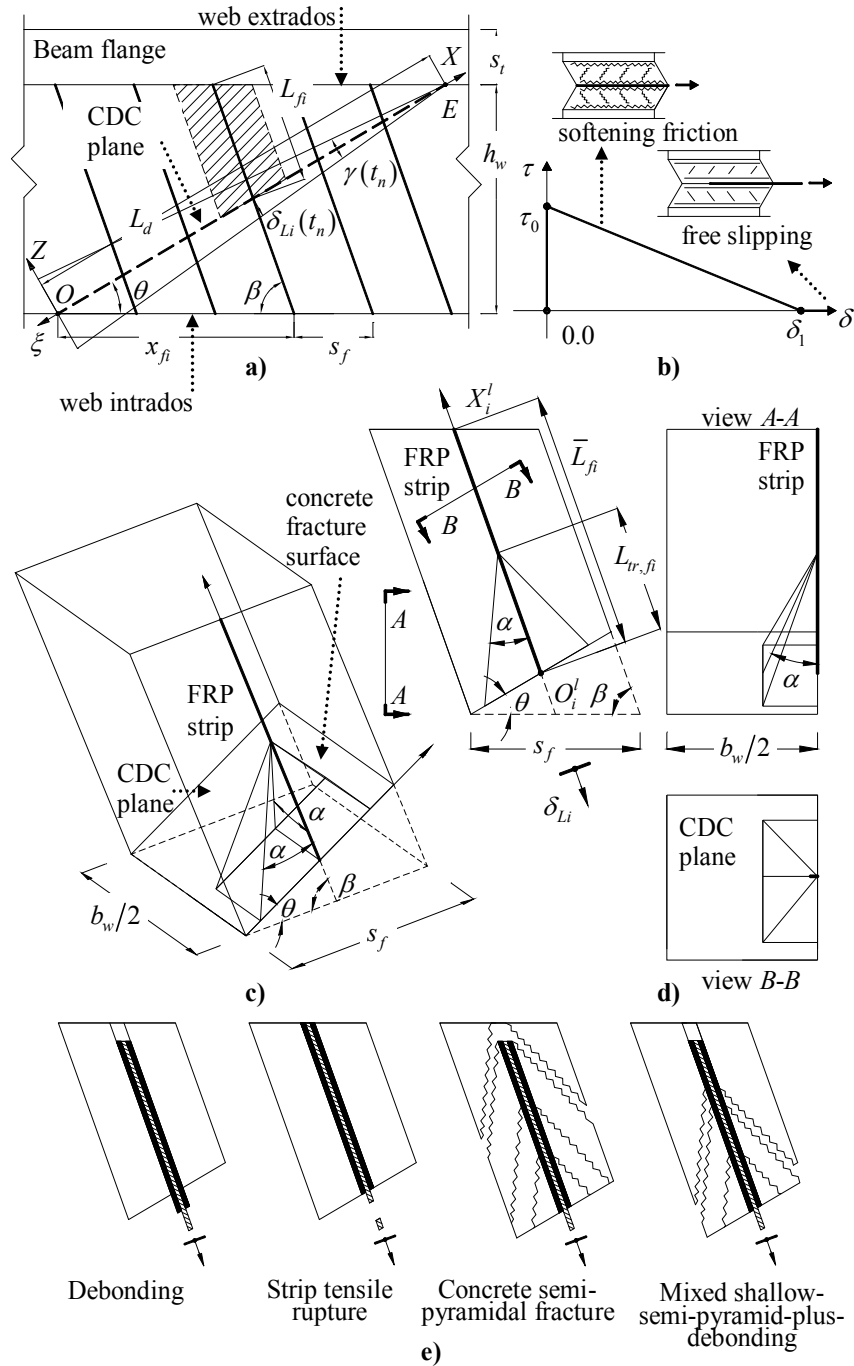 web extrados
Beam flange
CDC
plane
L_fi
X
E
s_t
h_w
γ(t_n)
δ_Li(t_n)
L_d
Z
O
θ
β
ξ
x_fi
s_f
a)
web intrados
b)
softening friction
τ
τ_0
free slipping
0.0
δ_1
δ
X_i^l
FRP
strip
B
B
L̄_fi
L_tr,fi
α
A
A
θ
O_i^l
β
s_f
δ_Li
view A-A
FRP
strip
α
b_w/2
CDC
plane
view B-B
d)
concrete
fracture
surface
FRP
strip
CDC
plane
α
α
β
θ
b_w/2
s_f
c)
Debonding
Strip tensile
rupture
Concrete semi-
pyramidal fracture
Mixed shallow-
semi-pyramid-plus-
debonding
e)